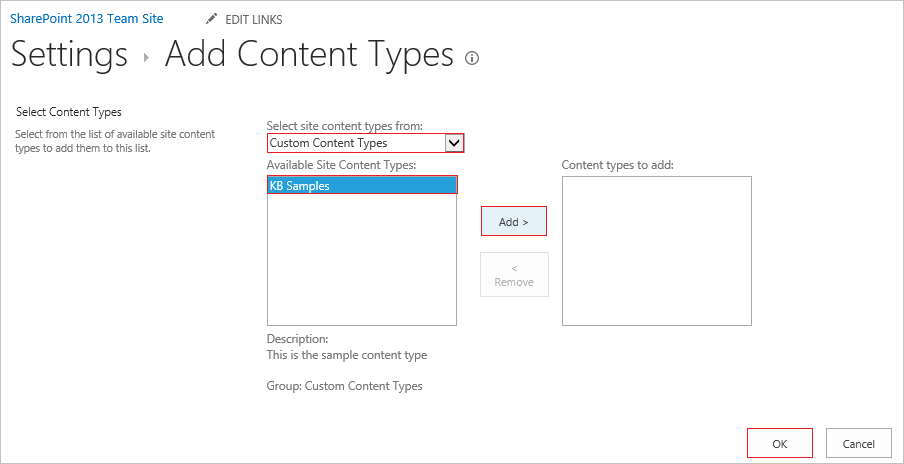 SharePoint 2013 Team Site
EDIT LINKS
Settings Add Content Types
Select Content Types
Select from the list of available site content
types to add them to this list.
Select site content types from:
Custom Content Types
Available Site Content Types:
KB Samples
Add >
<
Remove
Content types to add:
Description:
This is the sample content type
Group: Custom Content Types
OK
Cancel